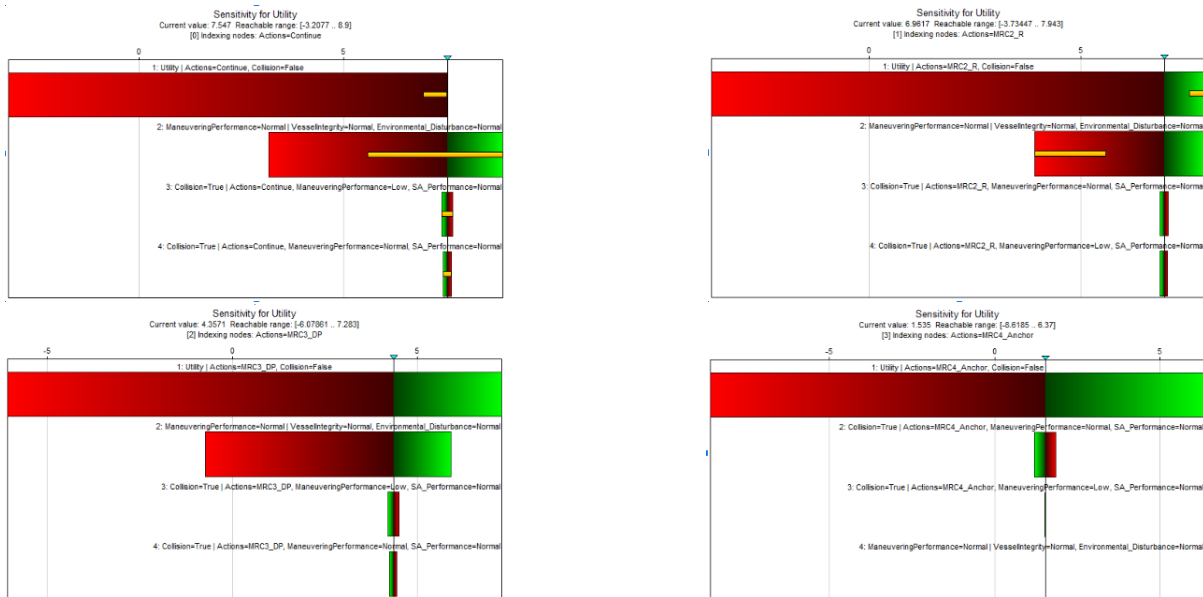 Sensitivity for Utility
Current value: 7.547 Reachable range: [-3.2077 .. 8.9]
[0] Indexing nodes: Actions=Continue
0 5
1: Utility | Actions=Continue, Collision=False
2: ManeuveringPerformance=Normal | VesselIntegrity=Normal, Environmental_Disturbance=Normal
3: Collision=True | Actions=Continue, ManeuveringPerformance=Low, SA_Performance=Normal
4: Collision=True | Actions=Continue, ManeuveringPerformance=Normal, SA_Performance=Normal
Sensitivity for Utility
Current value: 6.9617 Reachable range: [-3.73447 .. 7.943]
[1] Indexing nodes: Actions=MRC2_R
0 5
1: Utility | Actions=MRC2_R, Collision=False
2: ManeuveringPerformance=Normal | VesselIntegrity=Normal, Environmental_Disturbance=Normal
3: Collision=True | Actions=MRC2_R, ManeuveringPerformance=Normal, SA_Performance=Normal
4: Collision=True | Actions=MRC2_R, ManeuveringPerformance=Low, SA_Performance=Normal
Sensitivity for Utility
Current value: 4.3571 Reachable range: [-6.07861 .. 7.283]
[2] Indexing nodes: Actions=MRC3_DP
-5 0 5
1: Utility | Actions=MRC3_DP, Collision=False
2: ManeuveringPerformance=Normal | VesselIntegrity=Normal, Environmental_Disturbance=Normal
3: Collision=True | Actions=MRC3_DP, ManeuveringPerformance=Low, SA_Performance=Normal
4: Collision=True | Actions=MRC3_DP, ManeuveringPerformance=Normal, SA_Performance=Normal
Sensitivity for Utility
Current value: 1.535 Reachable range: [-8.6185 .. 6.37]
[3] Indexing nodes: Actions=MRC4_Anchor
-5 0 5
1: Utility | Actions=MRC4_Anchor, Collision=False
2: Collision=True | Actions=MRC4_Anchor, ManeuveringPerformance=Normal, SA_Performance=Normal
3: Collision=True | Actions=MRC4_Anchor, ManeuveringPerformance=Low, SA_Performance=Normal
4: ManeuveringPerformance=Normal | VesselIntegrity=Normal, Environmental_Disturbance=Normal